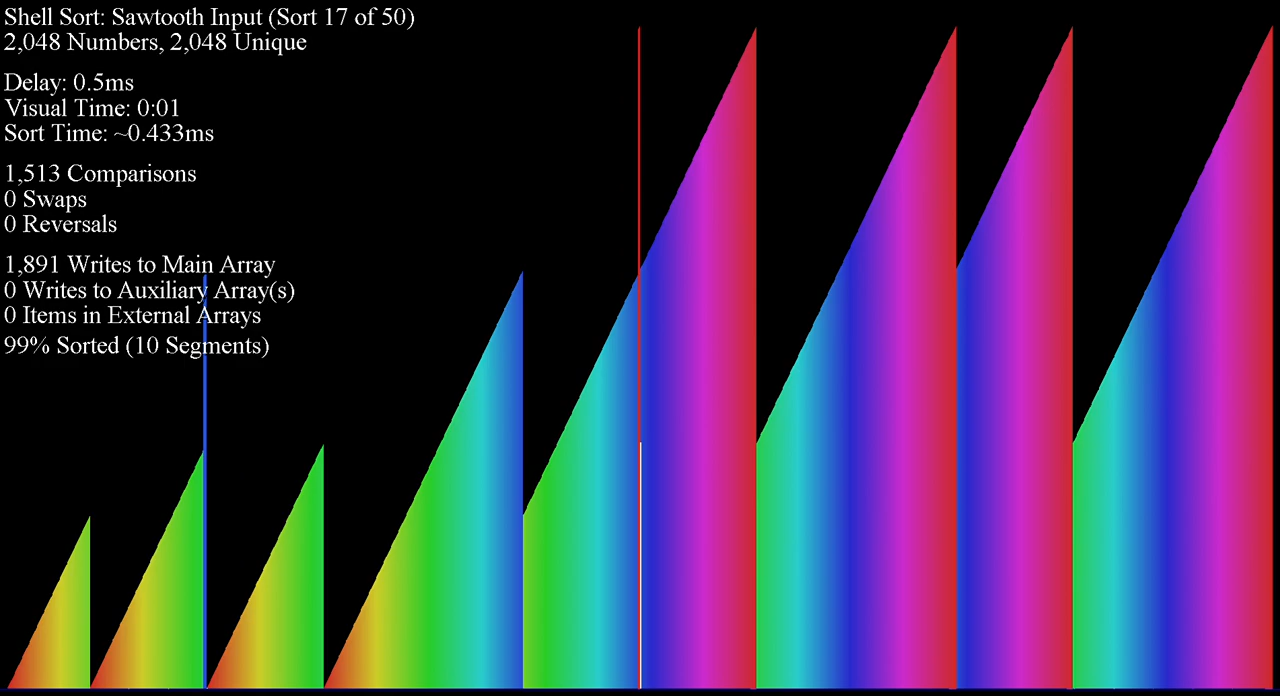 Shell Sort: Sawtooth Input (Sort 17 of 50)
2,048 Numbers, 2,048 Unique
Delay: 0.5ms
Visual Time: 0:01
Sort Time: ~0.433ms
1,513 Comparisons
0 Swaps
0 Reversals
1,891 Writes to Main Array
0 Writes to Auxiliary Array(s)
0 Items in External Arrays
99% Sorted (10 Segments)